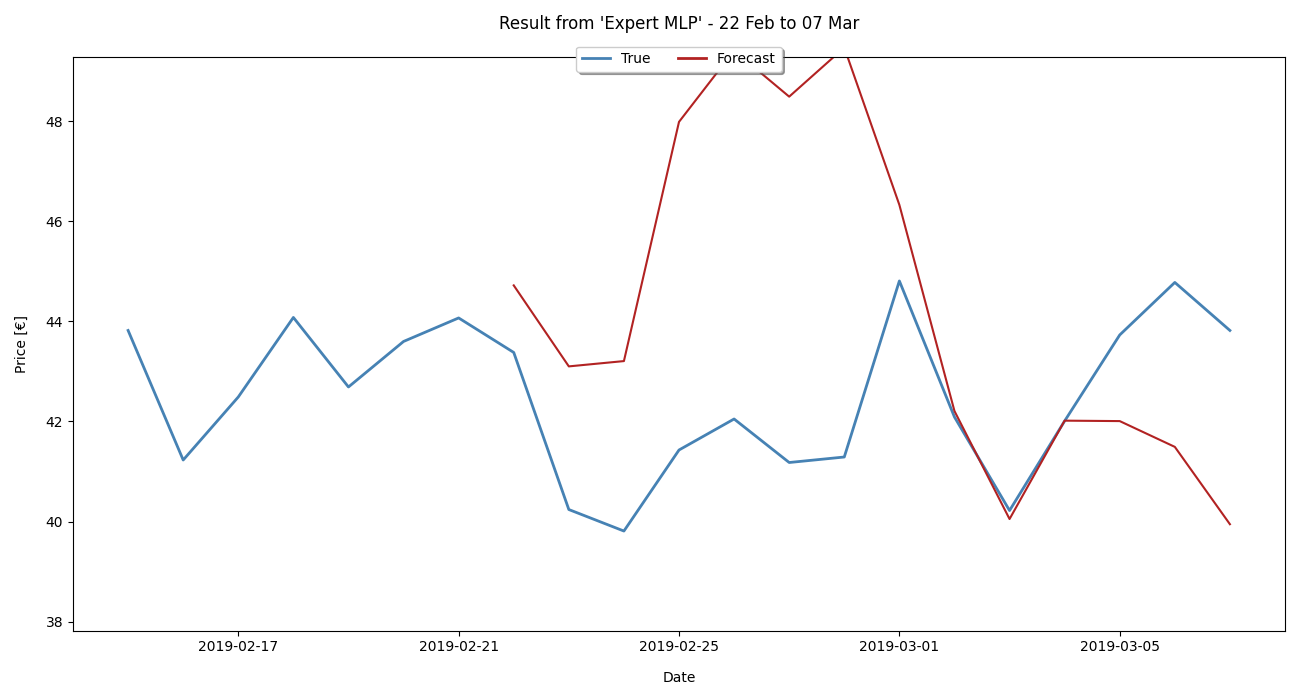 Result from 'Expert MLP' - 22 Feb to 07 Mar
True Forecast
48
46
44
42
40
38
Price [€]
2019-02-17 2019-02-21 2019-02-25 2019-03-01 2019-03-05
Date